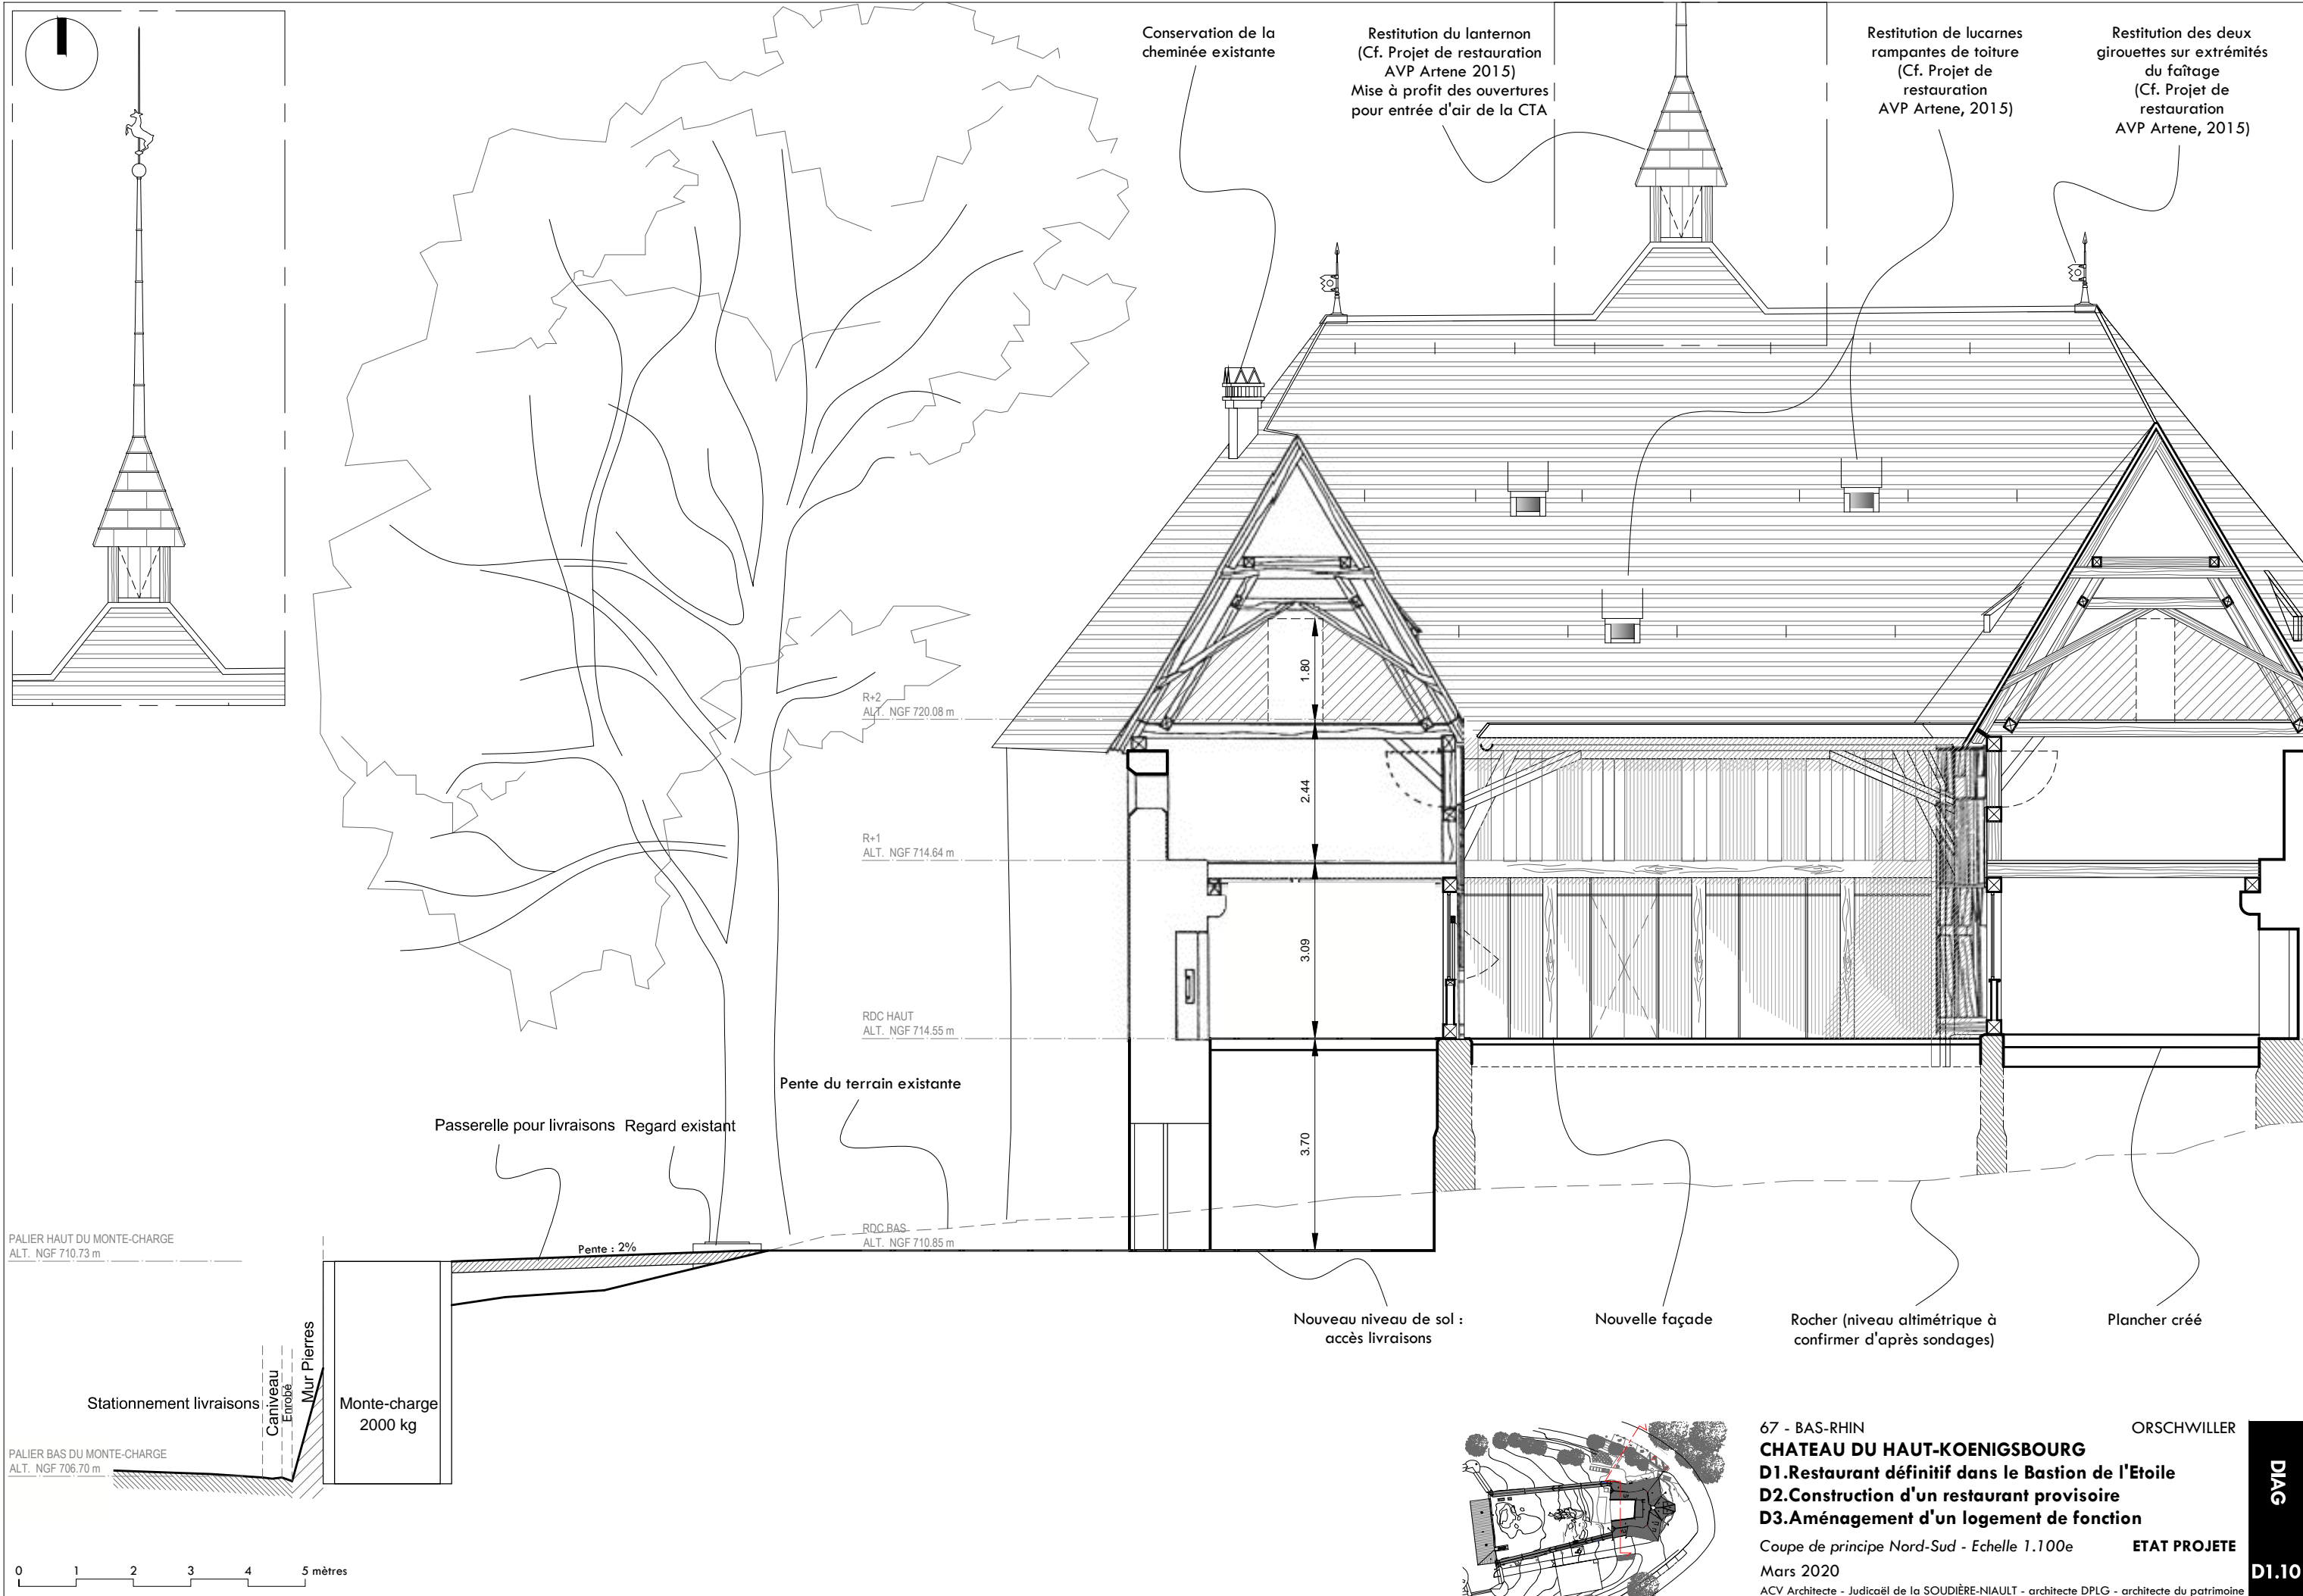 Conservation de la
cheminée existante
Restitution du lanternon
(Cf. Projet de restauration
AVP Artene 2015)
Mise à profit des ouvertures
pour entrée d'air de la CTA
Restitution de lucarnes
rampantes de toiture
(Cf. Projet de
restauration
AVP Artene, 2015)
Restitution des deux
girouettes sur extrémités
du faîtage
(Cf. Projet de
restauration
AVP Artene, 2015)
1.80
R+2
ALT. NGF 720.08 m
2.44
R+1
ALT. NGF 714.64 m
3.09
RDC HAUT
ALT. NGF 714.55 m
Pente du terrain existante
Passerelle pour livraisons
Regard existant
3.70
RDC BAS
ALT. NGF 710.85 m
PALIER HAUT DU MONTE-CHARGE
ALT. NGF 710.73 m
Pente : 2%
Nouveau niveau de sol :
accès livraisons
Nouvelle façade
Rocher (niveau altimétrique à
confirmer d'après sondages)
Plancher créé
Stationnement livraisons
Caniveau
Enrobé
Mur Pierres
Monte-charge
2000 kg
PALIER BAS DU MONTE-CHARGE
ALT. NGF 706.70 m
0 1 2 3 4 5 mètres
67 - BAS-RHIN ORSCHWILLER
CHATEAU DU HAUT-KOENIGSBOURG
D1.Restaurant définitif dans le Bastion de l'Etoile
D2.Construction d'un restaurant provisoire
D3.Aménagement d'un logement de fonction
Coupe de principe Nord-Sud - Echelle 1.100e ETAT PROJETE
Mars 2020
ACV Architecte - Judicaël de la SOUDIÈRE-NIAULT - architecte DPLG - architecte du patrimoine
DIAG
D1.10